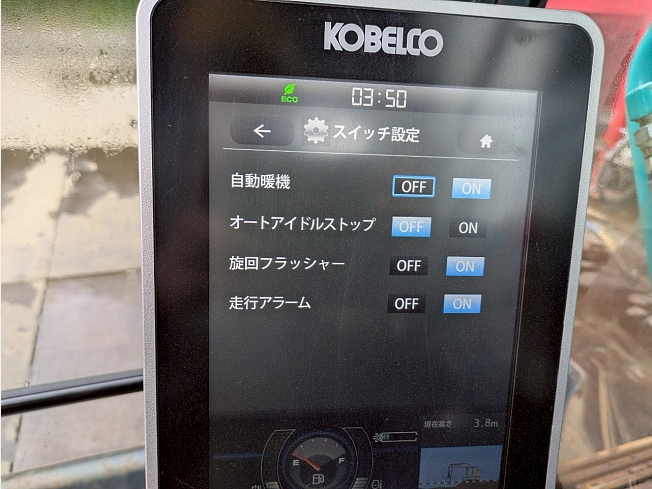 KOBELCO
ECO 03:50
スイッチ設定
自動暖機 OFF ON
オートアイドルストップ OFF ON
旋回フラッシャー OFF ON
走行アラーム OFF ON
現在高さ 3.8m
E F